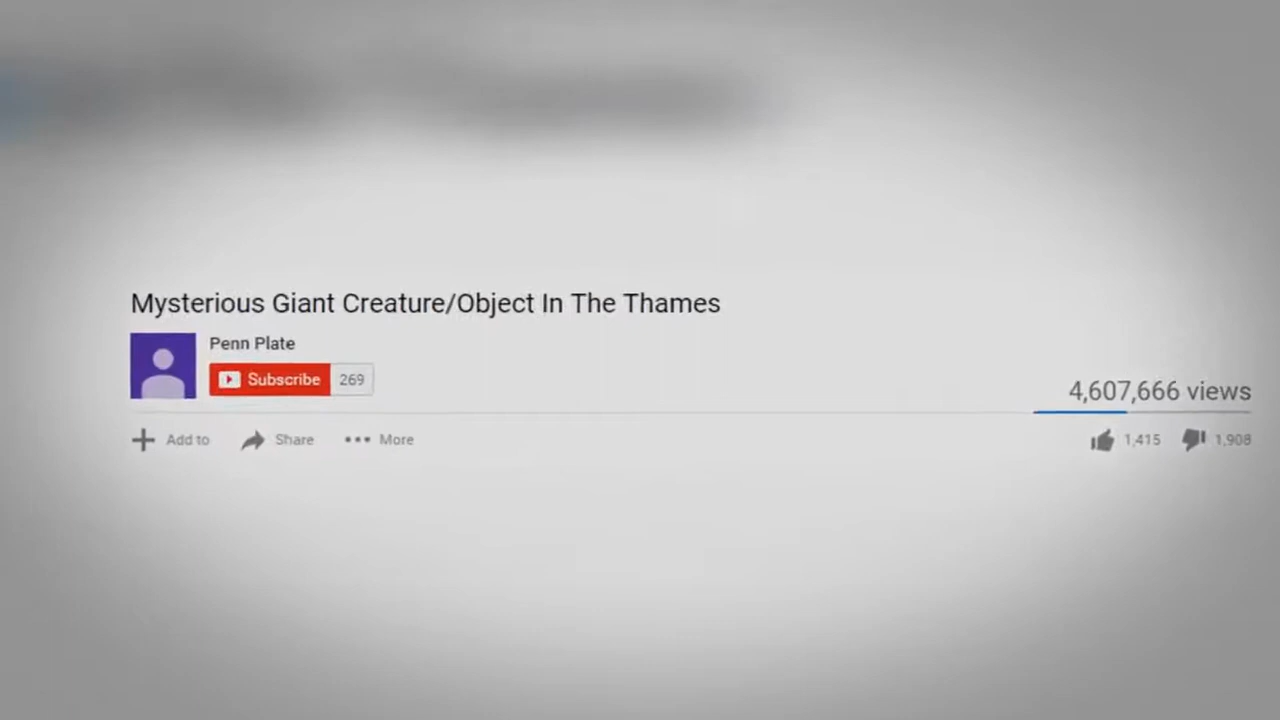 Mysterious Giant Creature/Object In The Thames
Penn Plate
Subscribe 269
4,607,666 views
Add to Share More 1,415 1,908